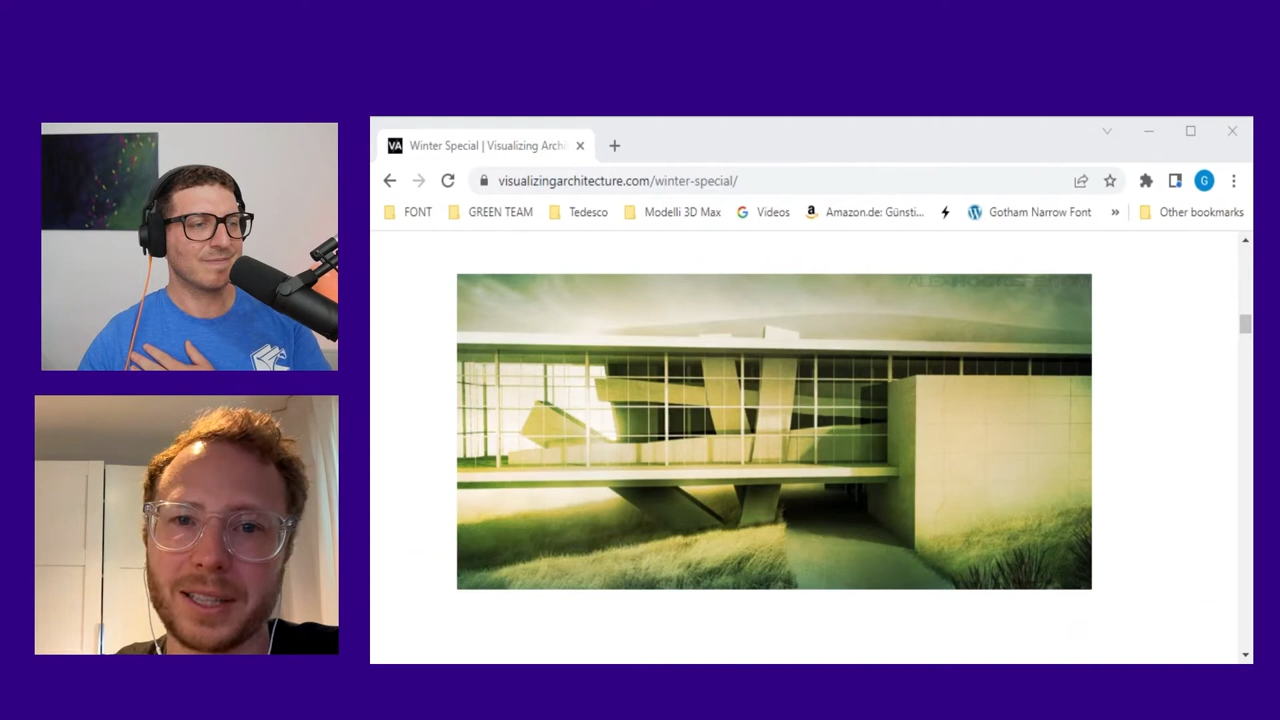 VA Winter Special | Visualizing Archi
visualizingarchitecture.com/winter-special/
G
FONT GREEN TEAM Tedesco Modelli 3D Max Videos Amazon.de: Günsti... Gotham Narrow Font » Other bookmarks